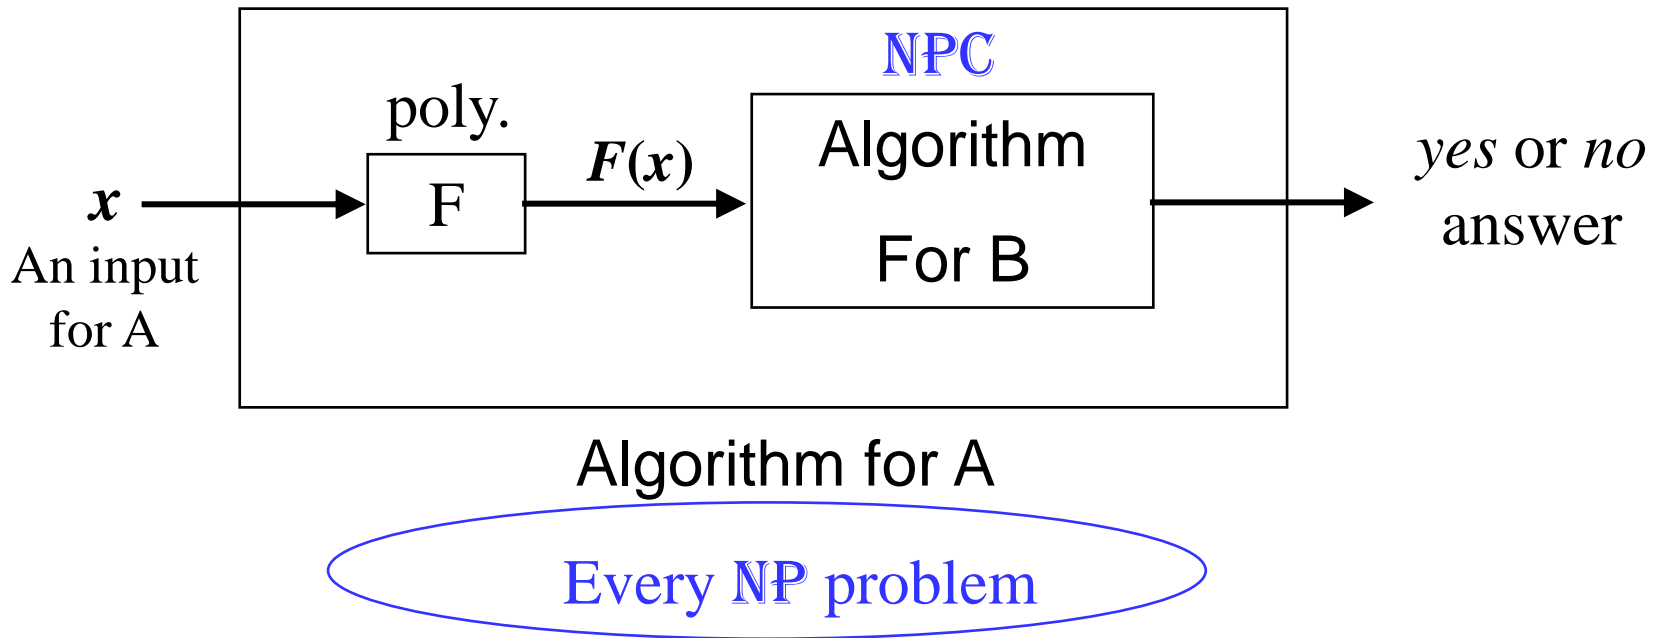 NPC
poly.
F(x)
Algorithm
For B
F
x
An input
for A
yes or no
answer
Algorithm for A
Every NP problem